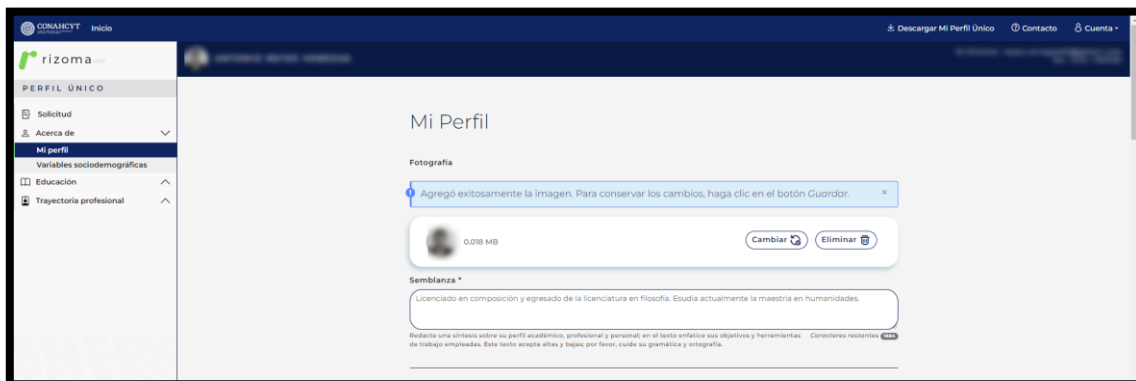 CONAHCYT Inicio
Descargar Mi Perfil Único Contacto Cuenta
rizoma
PERFIL ÚNICO
Solicitud
Acerca de
Mi perfil
Variables sociodemográficas
Educación
Trayectoria profesional
Mi Perfil
Fotografía
Agregó exitosamente la imagen. Para conservar los cambios, haga clic en el botón Guardar. ×
0.018 MB Cambiar Eliminar
Semblanza *
Licenciado en composición y egresado de la licenciatura en filosofía. Esudia actualmente la maestría en humanidades.
Redacte una síntesis sobre su perfil académico, profesional y personal; en el texto enfatice sus objetivos y herramientas Caracteres restantes
de trabajo empleadas. Este texto acepta altas y bajas; por favor, cuide su gramática y ortografía.